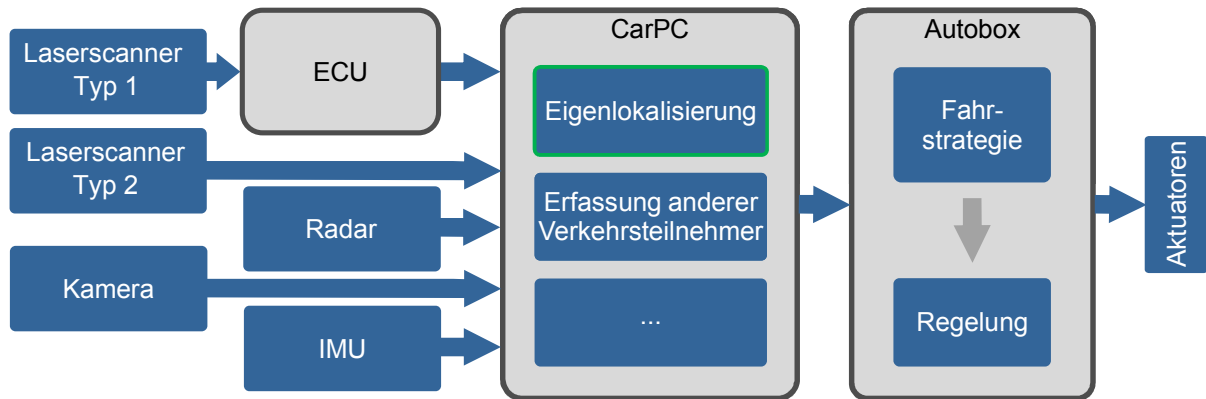 Laserscanner
Typ 1
ECU
Laserscanner
Typ 2
Radar
Kamera
IMU
CarPC
Eigenlokalisierung
Erfassung anderer
Verkehrsteilnehmer
...
Autobox
Fahr-
strategie
Regelung
Aktuatoren